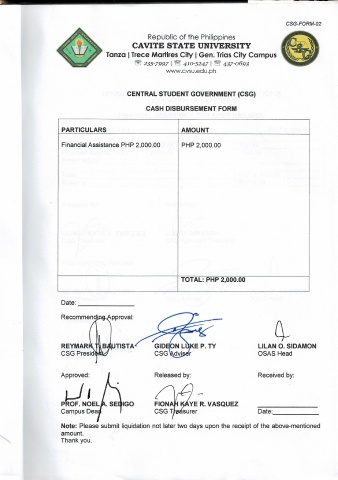 CSG-FORM-02
Republic of the Philippines
CAVITE STATE UNIVERSITY
Tanza | Trece Martires City | Gen. Trias City Campus
☏ 235-7997 | ☏ 410-5247 | ☏ 437-0693
www.cvsu.edu.ph
CENTRAL STUDENT GOVERNMENT (CSG)
CASH DISBURSEMENT FORM
PARTICULARS AMOUNT
Financial Assistance PHP 2,000.00 PHP 2,000.00
TOTAL: PHP 2,000.00
Date: ______________
Recommending Approval:
REYMARK T. BAUTISTA GIDEON LUKE P. TY LILAN O. SIDAMON
CSG President CSG Adviser OSAS Head
Approved: Released by: Received by:
PROF. NOEL A. SEDIGO FIONAH KAYE R. VASQUEZ
Campus Dean CSG Treasurer Date:______________
Note: Please submit liquidation not later two days upon the receipt of the above-mentioned
amount.
Thank you.